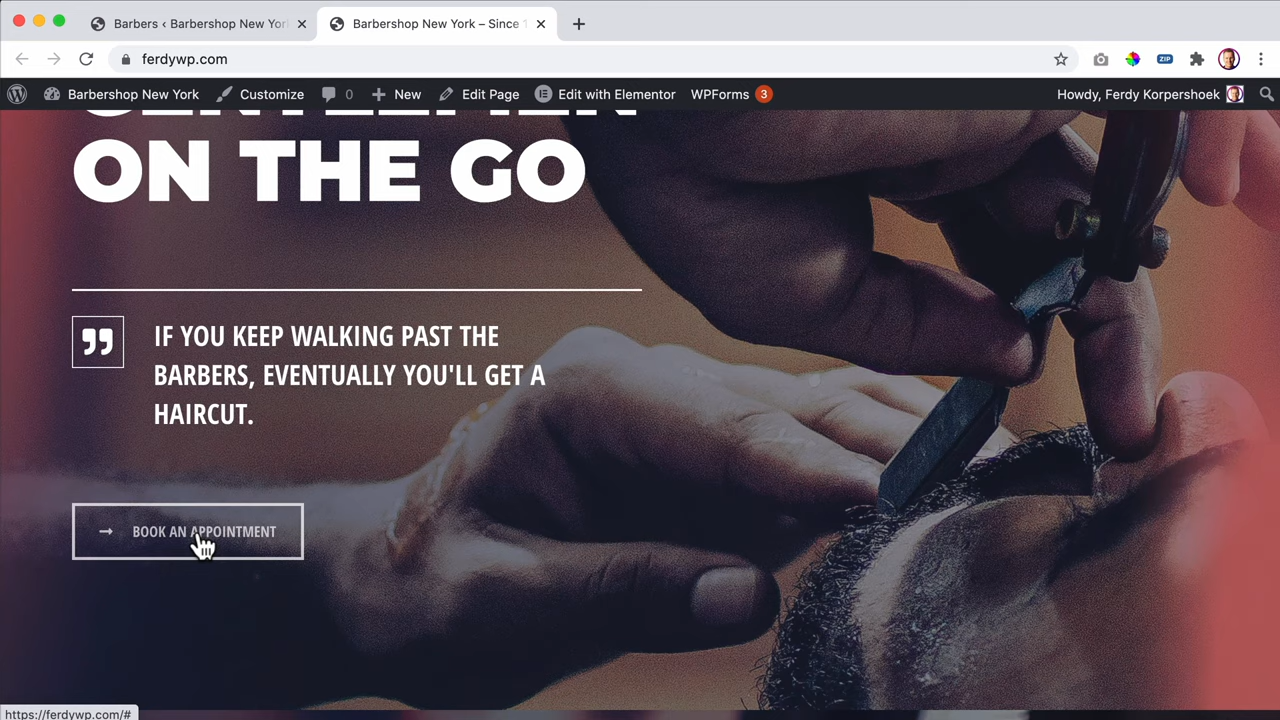 Barbers ‹ Barbershop New Yor
Barbershop New York – Since 1
ferdywp.com
ZIP
Barbershop New York
Customize
0
New
Edit Page
Edit with Elementor
WPForms 3
Howdy, Ferdy Korpershoek
ON THE GO
IF YOU KEEP WALKING PAST THE
BARBERS, EVENTUALLY YOU'LL GET A
HAIRCUT.
BOOK AN APPOINTMENT
https://ferdywp.com/#